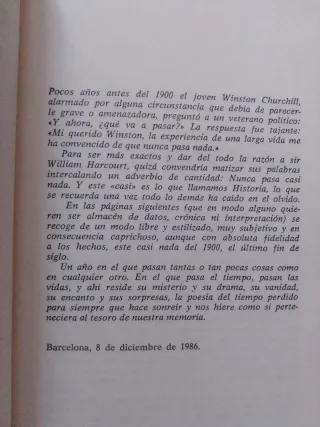 Pocos años antes del 1900 el joven Winston Churchill,
alarmado por alguna circunstancia que debía de parecer-
le grave o amenazadora, preguntó a un veterano político:
«Y ahora, ¿qué va a pasar?» La respuesta fue tajante:
«Mi querido Winston, la experiencia de una larga vida me
ha convencido de que nunca pasa nada.»
Para ser más exactos y dar del todo la razón a sir
William Harcourt, quizá convendría matizar sus palabras
intercalando un adverbio de cantidad: Nunca pasa casi
nada. Y este «casi» es lo que llamamos Historia, lo que
se recuerda una vez todo lo demás ha caído en el olvido.
En las páginas siguientes (que en modo alguno quie-
ren ser almacén de datos, crónica ni interpretación) se
recoge de un modo libre y estilizado, muy subjetivo y en
consecuencia caprichoso, aunque con absoluta fidelidad
a los hechos, este casi nada del 1900, el último fin de
siglo.
Un año en el que pasan tantas o tan pocas cosas como
en cualquier otro. En el que pasa el tiempo, pasan las
vidas, y ahí reside su misterio y su drama, su vanidad,
su encanto y sus sorpresas, la poesía del tiempo perdido
para siempre que hace sonreír y nos hiere como si perte-
neciera al tesoro de nuestra memoria.
Barcelona, 8 de diciembre de 1986.